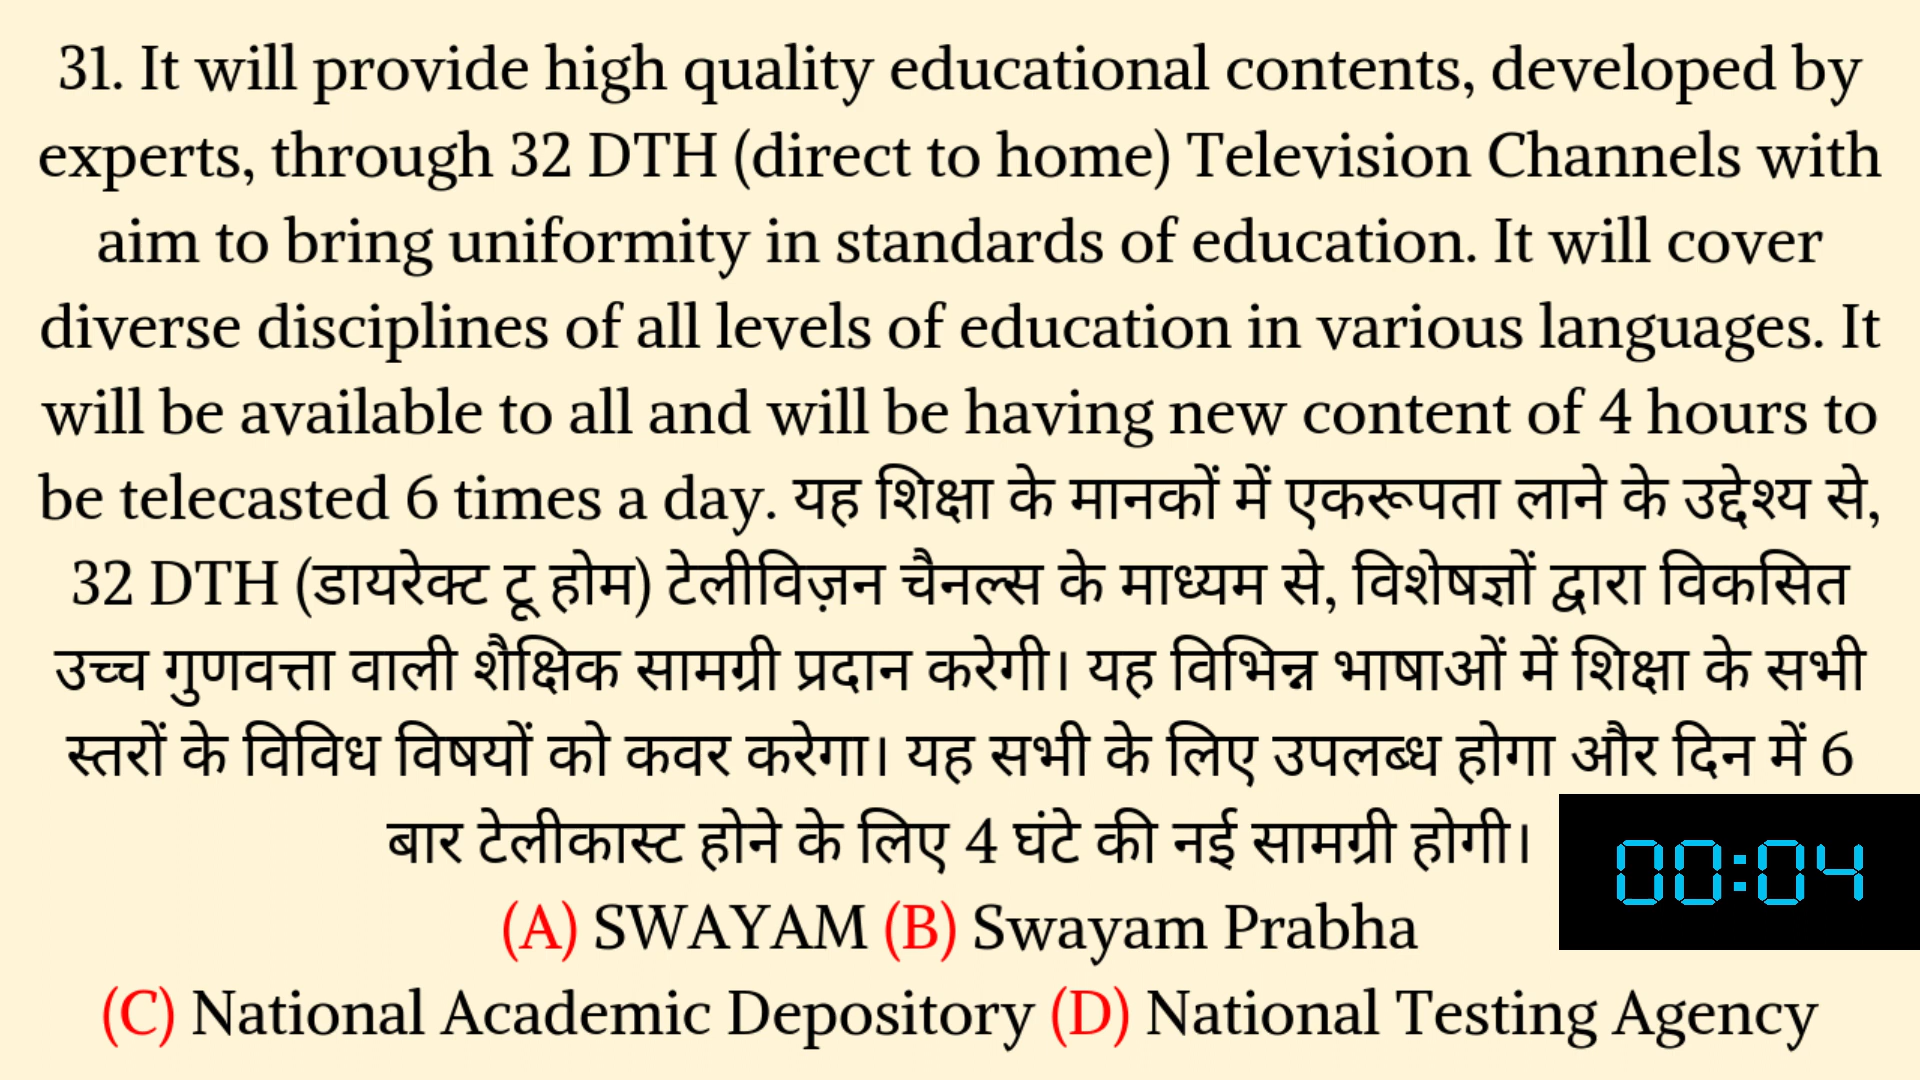 31. It will provide high quality educational contents, developed by
experts, through 32 DTH (direct to home) Television Channels with
aim to bring uniformity in standards of education. It will cover
diverse disciplines of all levels of education in various languages. It
will be available to all and will be having new content of 4 hours to
be telecasted 6 times a day. यह शिक्षा के मानकों में एकरूपता लाने के उद्देश्य से,
32 DTH (डायरेक्ट टू होम) टेलीविज़न चैनल्स के माध्यम से, विशेषज्ञों द्वारा विकसित
उच्च गुणवत्ता वाली शैक्षिक सामग्री प्रदान करेगी। यह विभिन्न भाषाओं में शिक्षा के सभी
स्तरों के विविध विषयों को कवर करेगा। यह सभी के लिए उपलब्ध होगा और दिन में 6
बार टेलीकास्ट होने के लिए 4 घंटे की नई सामग्री होगी।
00:04
(A) SWAYAM (B) Swayam Prabha
(C) National Academic Depository (D) National Testing Agency